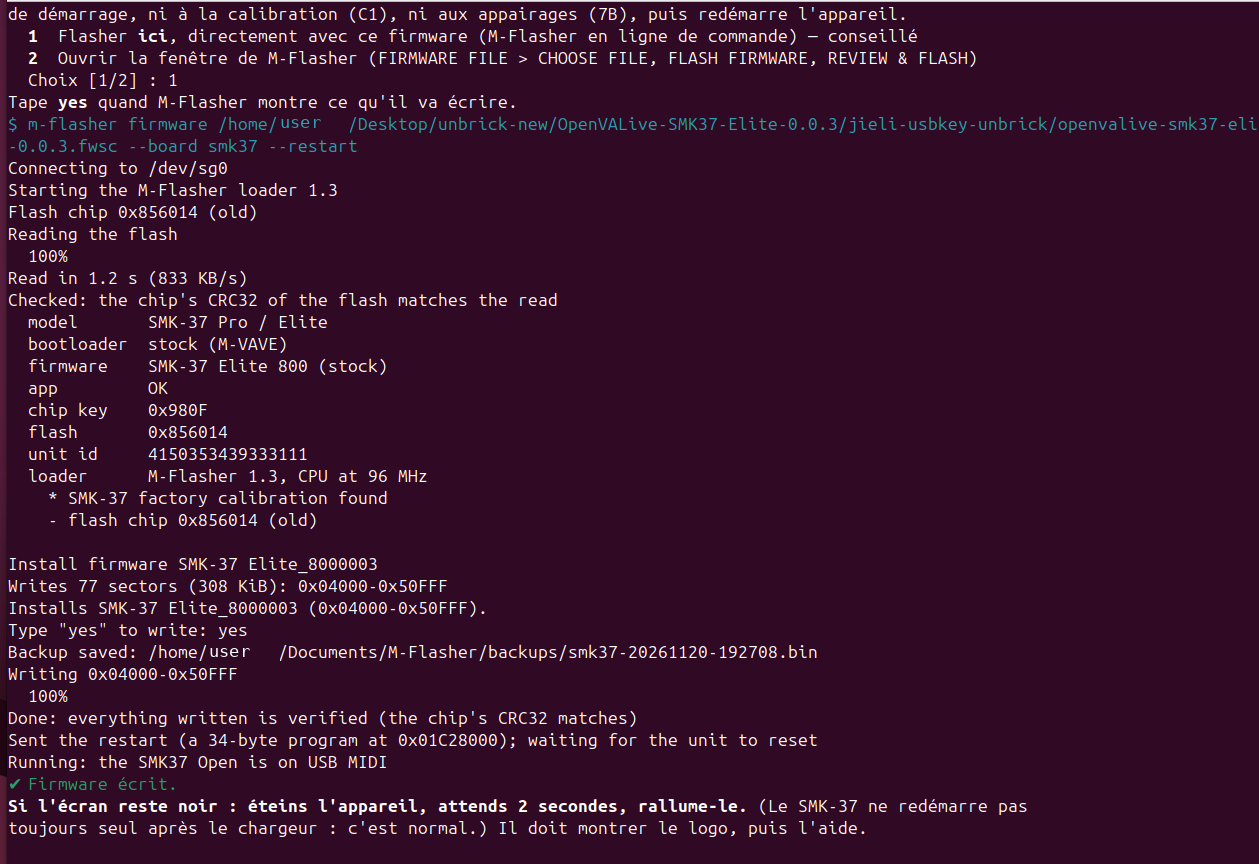 de démarrage, ni à la calibration (C1), ni aux appairages (7B), puis redémarre l'appareil.
1  Flasher ici, directement avec ce firmware (M-Flasher en ligne de commande) — conseillé
2  Ouvrir la fenêtre de M-Flasher (FIRMWARE FILE > CHOOSE FILE, FLASH FIRMWARE, REVIEW & FLASH)
Choix [1/2] : 1
Tape yes quand M-Flasher montre ce qu'il va écrire.
$ m-flasher firmware /home/user   /Desktop/unbrick-new/OpenVALive-SMK37-Elite-0.0.3/jieli-usbkey-unbrick/openvalive-smk37-eli
-0.0.3.fwsc --board smk37 --restart
Connecting to /dev/sg0
Starting the M-Flasher loader 1.3
Flash chip 0x856014 (old)
Reading the flash
100%
Read in 1.2 s (833 KB/s)
Checked: the chip's CRC32 of the flash matches the read
model       SMK-37 Pro / Elite
bootloader  stock (M-VAVE)
firmware    SMK-37 Elite 800 (stock)
app         OK
chip key    0x980F
flash       0x856014
unit id     4150353439333111
loader      M-Flasher 1.3, CPU at 96 MHz
* SMK-37 factory calibration found
- flash chip 0x856014 (old)
Install firmware SMK-37 Elite_8000003
Writes 77 sectors (308 KiB): 0x04000-0x50FFF
Installs SMK-37 Elite_8000003 (0x04000-0x50FFF).
Type "yes" to write: yes
Backup saved: /home/user   /Documents/M-Flasher/backups/smk37-20261120-192708.bin
Writing 0x04000-0x50FFF
100%
Done: everything written is verified (the chip's CRC32 matches)
Sent the restart (a 34-byte program at 0x01C28000); waiting for the unit to reset
Running: the SMK37 Open is on USB MIDI
✔ Firmware écrit.
Si l'écran reste noir : éteins l'appareil, attends 2 secondes, rallume-le. (Le SMK-37 ne redémarre pas
toujours seul après le chargeur : c'est normal.) Il doit montrer le logo, puis l'aide.